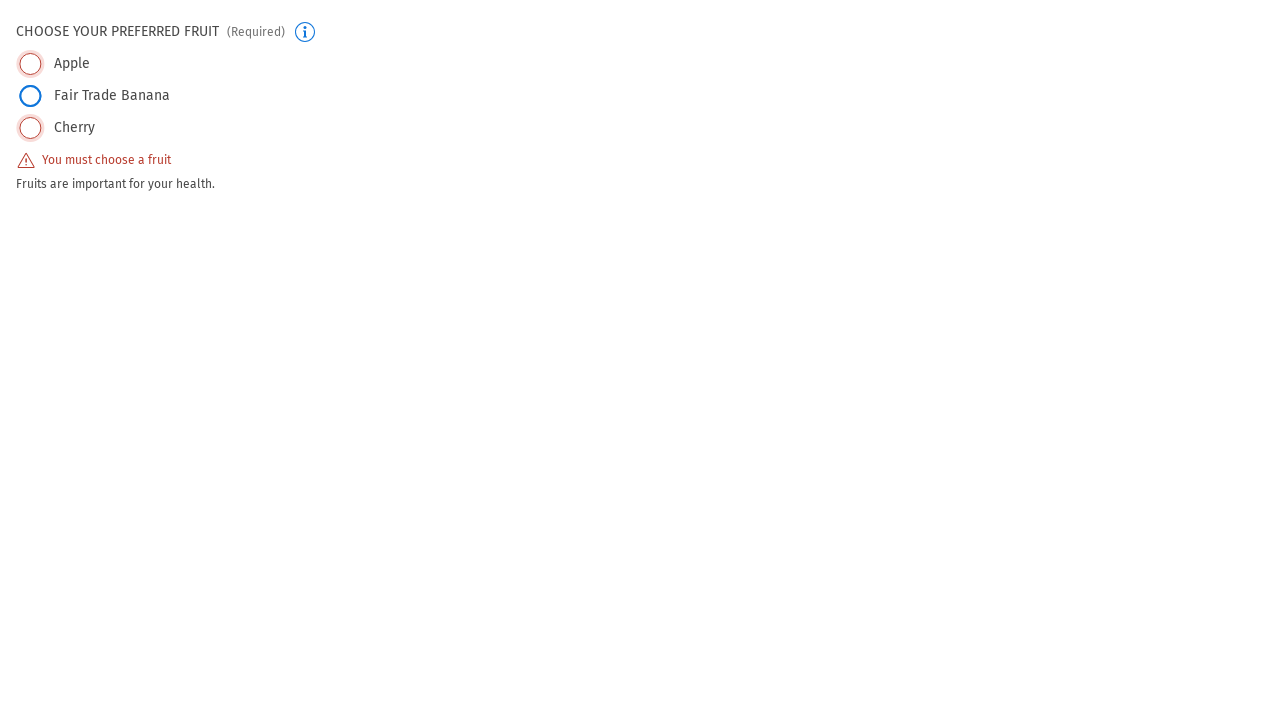 CHOOSE YOUR PREFERRED FRUIT (Required)
Apple
Fair Trade Banana
Cherry
You must choose a fruit
Fruits are important for your health.